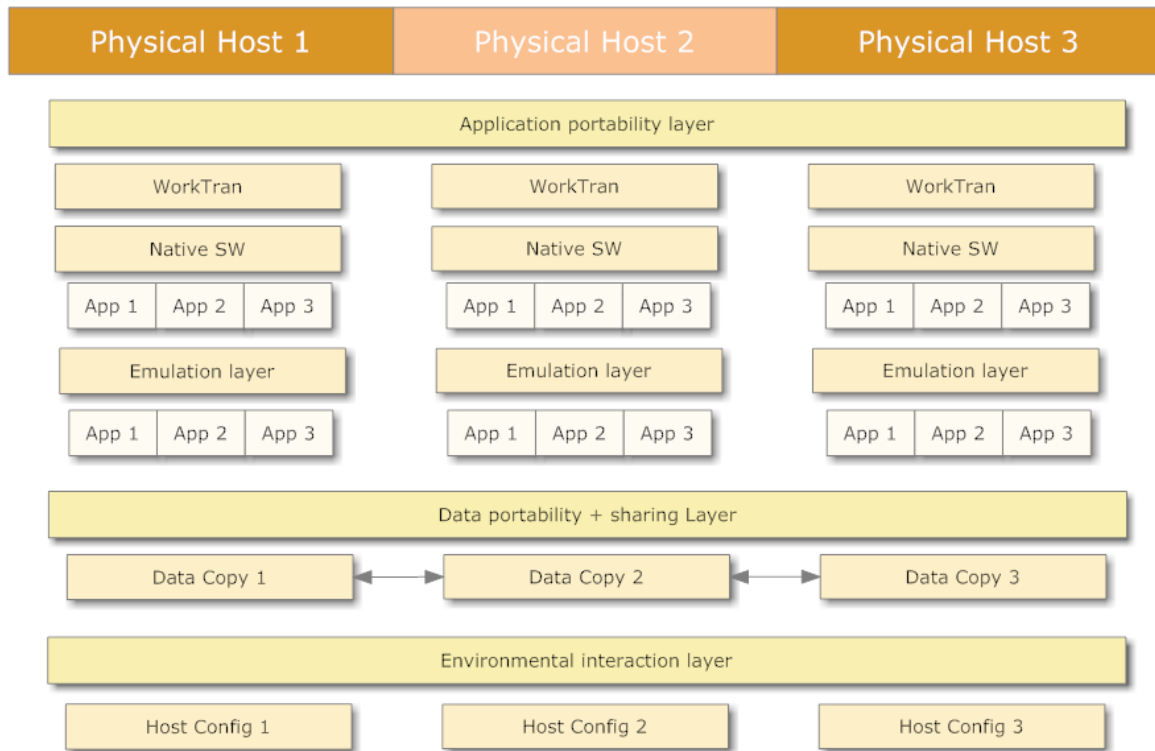 Physical Host 1 Physical Host 2 Physical Host 3
Application portability layer
WorkTran WorkTran WorkTran
Native SW Native SW Native SW
App 1 App 2 App 3 App 1 App 2 App 3 App 1 App 2 App 3
Emulation layer Emulation layer Emulation layer
App 1 App 2 App 3 App 1 App 2 App 3 App 1 App 2 App 3
Data portability + sharing Layer
Data Copy 1 Data Copy 2 Data Copy 3
Environmental interaction layer
Host Config 1 Host Config 2 Host Config 3